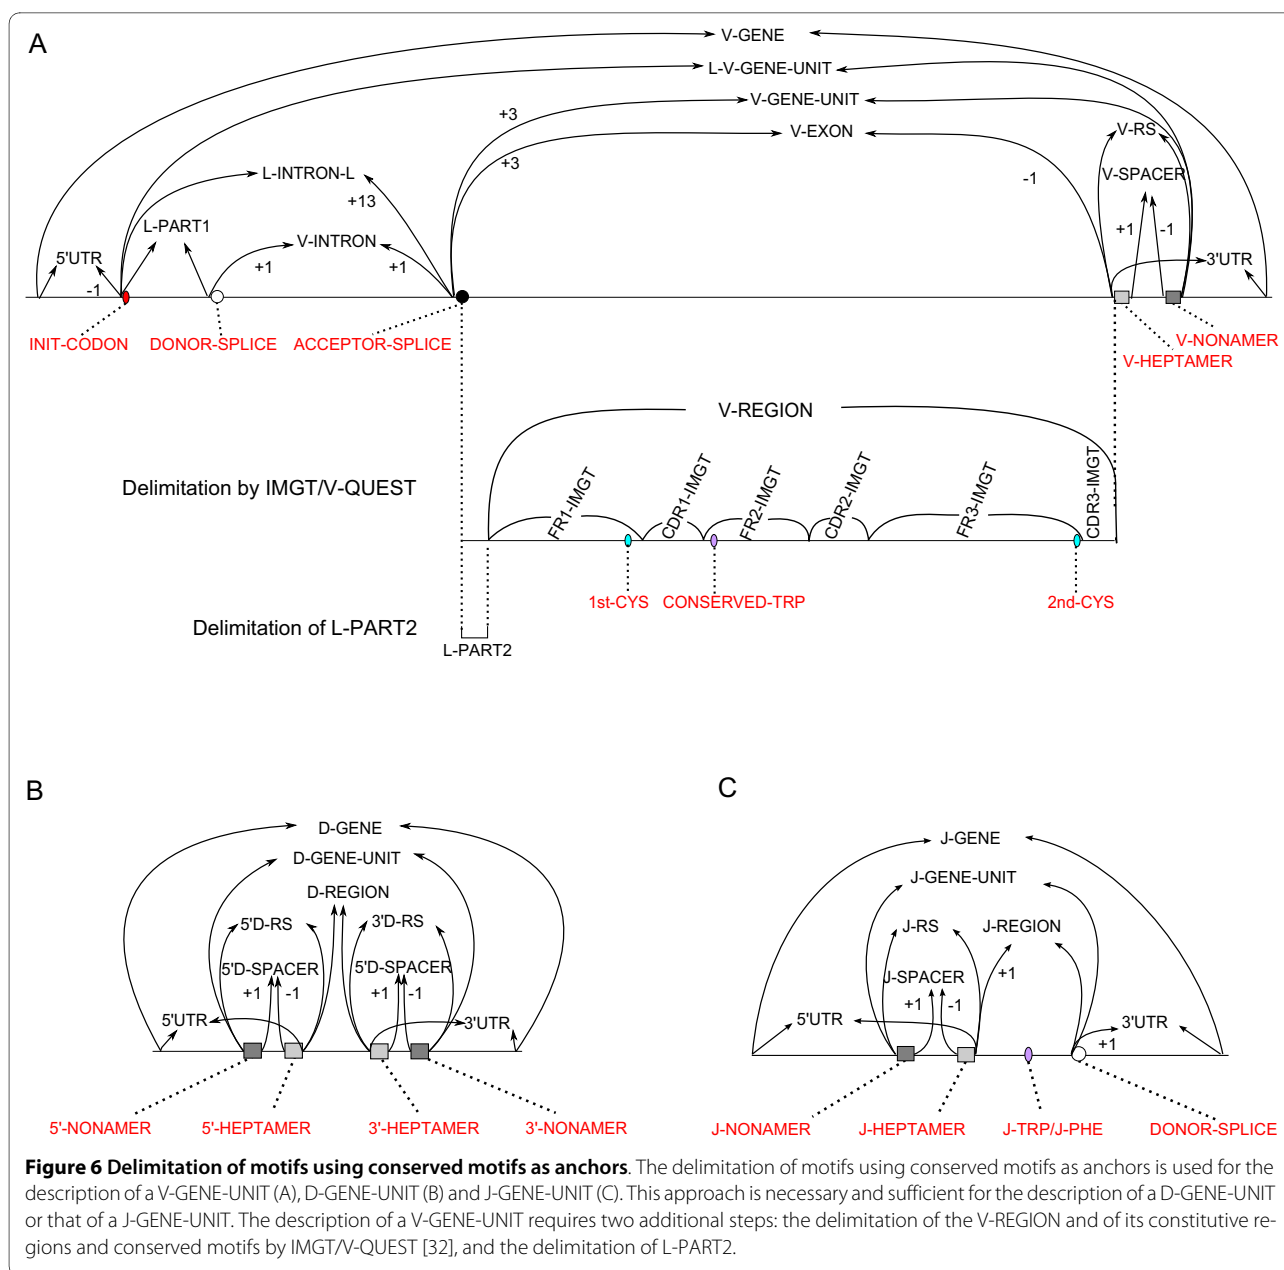 A
V-GENE
L-V-GENE-UNIT
V-GENE-UNIT
+3
V-EXON
+3
V-RS
L-INTRON-L
+13
-1
V-SPACER
L-PART1
V-INTRON
+1
+1
+1
-1
5'UTR
-1
3'UTR
INIT-CODON
DONOR-SPLICE
ACCEPTOR-SPLICE
V-NONAMER
V-HEPTAMER
V-REGION
Delimitation by IMGT/V-QUEST
FR1-IMGT
CDR1-IMGT
FR2-IMGT
CDR2-IMGT
FR3-IMGT
CDR3-IMGT
1st-CYS
CONSERVED-TRP
2nd-CYS
Delimitation of L-PART2
L-PART2
B
D-GENE
D-GENE-UNIT
D-REGION
5'D-RS
3'D-RS
5'D-SPACER
5'D-SPACER
+1
-1
+1
-1
5'UTR
3'UTR
5'-NONAMER
5'-HEPTAMER
3'-HEPTAMER
3'-NONAMER
C
J-GENE
J-GENE-UNIT
J-RS
J-REGION
J-SPACER
+1
+1
-1
5'UTR
3'UTR
+1
J-NONAMER
J-HEPTAMER
J-TRP/J-PHE
DONOR-SPLICE
Figure 6 Delimitation of motifs using conserved motifs as anchors. The delimitation of motifs using conserved motifs as anchors is used for the
description of a V-GENE-UNIT (A), D-GENE-UNIT (B) and J-GENE-UNIT (C). This approach is necessary and sufficient for the description of a D-GENE-UNIT
or that of a J-GENE-UNIT. The description of a V-GENE-UNIT requires two additional steps: the delimitation of the V-REGION and of its constitutive re-
gions and conserved motifs by IMGT/V-QUEST [32], and the delimitation of L-PART2.